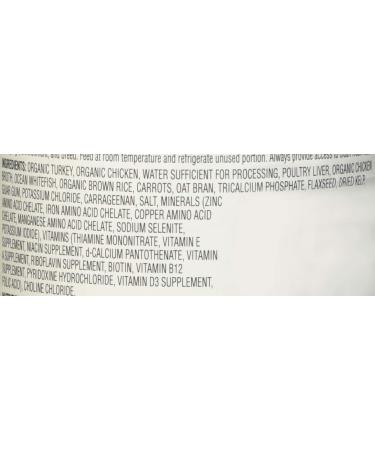 and breed. Feed at room temperature and refrigerate unused portion. Always provide access to
INGREDIENTS: ORGANIC TURKEY, ORGANIC CHICKEN, WATER SUFFICIENT FOR PROCESSING, POULTRY LIVER, ORGANIC CHICKEN
BROTH, OCEAN WHITEFISH, ORGANIC BROWN RICE, CARROTS, OAT BRAN, TRICALCIUM PHOSPHATE, FLAXSEED, DRIED KELP,
GUAR GUM, POTASSIUM CHLORIDE, CARRAGEENAN, SALT, MINERALS (ZINC
AMINO ACID CHELATE, IRON AMINO ACID CHELATE, COPPER AMINO ACID
CHELATE, MANGANESE AMINO ACID CHELATE, SODIUM SELENITE,
POTASSIUM IODIDE), VITAMINS (THIAMINE MONONITRATE, VITAMIN E
SUPPLEMENT, NIACIN SUPPLEMENT, d-CALCIUM PANTOTHENATE, VITAMIN
A SUPPLEMENT, RIBOFLAVIN SUPPLEMENT, BIOTIN, VITAMIN B12
SUPPLEMENT, PYRIDOXINE HYDROCHLORIDE, VITAMIN D3 SUPPLEMENT,
FOLIC ACID), CHOLINE CHLORIDE.